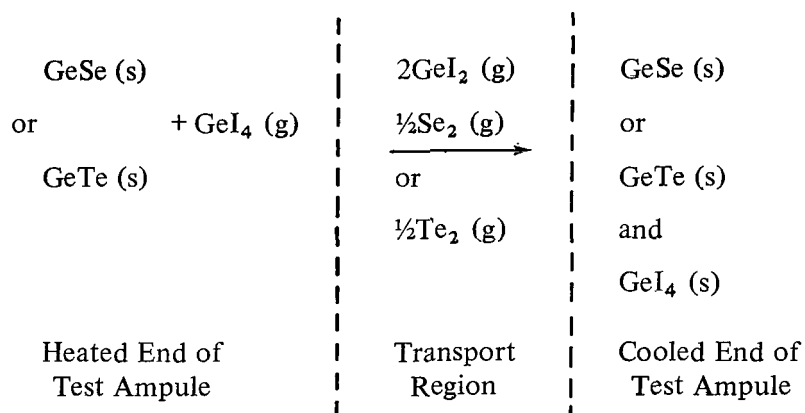 GeSe (s)
or + GeI₄ (g)
GeTe (s)
2GeI₂ (g)
½Se₂ (g)
or
½Te₂ (g)
GeSe (s)
or
GeTe (s)
and
GeI₄ (s)
Heated End of
Test Ampule
Transport
Region
Cooled End of
Test Ampule